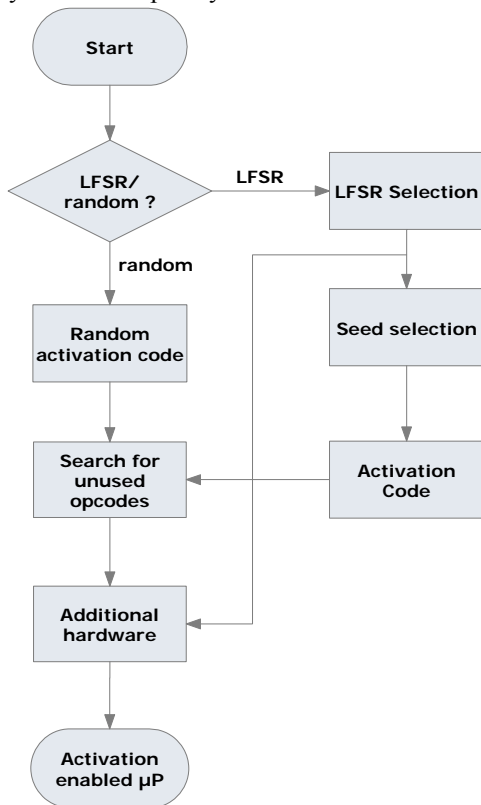 Start
LFSR/
random ?
LFSR
LFSR Selection
random
Random
activation code
Seed selection
Search for
unused
opcodes
Activation
Code
Additional
hardware
Activation
enabled µP